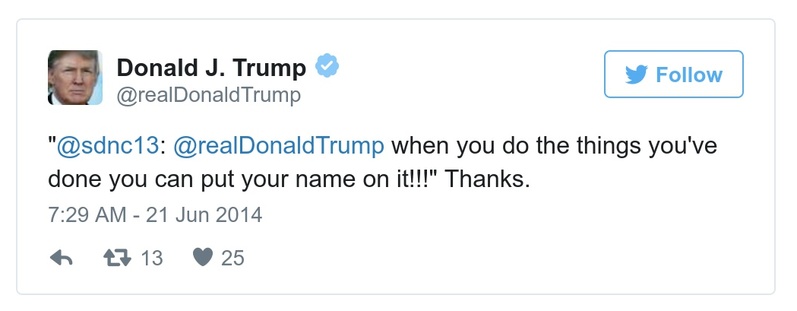 Donald J. Trump
@realDonaldTrump
Follow
"@sdnc13: @realDonaldTrump when you do the things you've
done you can put your name on it!!!" Thanks.
7:29 AM - 21 Jun 2014
13 25